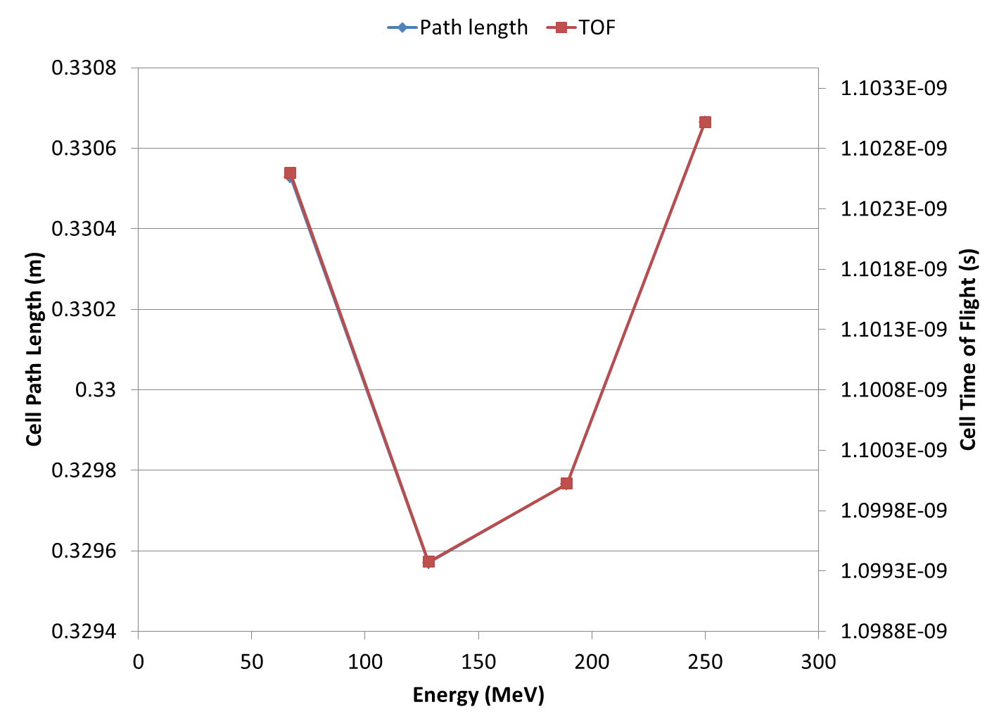 Path length TOF
0.3308
0.3306
0.3304
0.3302
0.33
0.3298
0.3296
0.3294
Cell Path Length (m)
1.1033E-09
1.1028E-09
1.1023E-09
1.1018E-09
1.1013E-09
1.1008E-09
1.1003E-09
1.0998E-09
1.0993E-09
1.0988E-09
Cell Time of Flight (s)
0 50 100 150 200 250 300
Energy (MeV)